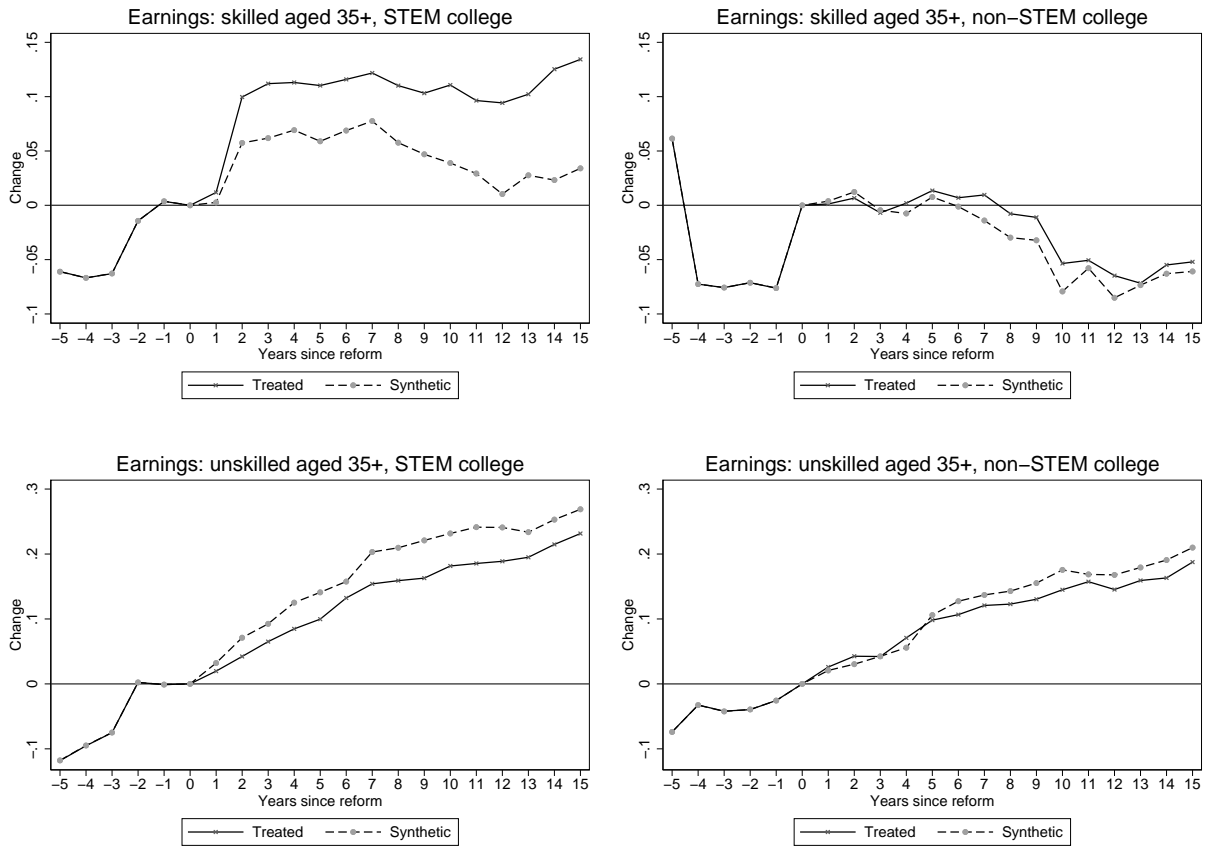 Earnings: skilled aged 35+, STEM college
.15
.1
.05
0
-.05
-.1
Change
-5 -4 -3 -2 -1 0 1 2 3 4 5 6 7 8 9 10 11 12 13 14 15
Years since reform
Treated Synthetic
Earnings: skilled aged 35+, non-STEM college
.15
.1
.05
0
-.05
-.1
Change
-5 -4 -3 -2 -1 0 1 2 3 4 5 6 7 8 9 10 11 12 13 14 15
Years since reform
Treated Synthetic
Earnings: unskilled aged 35+, STEM college
.3
.2
.1
0
-.1
Change
-5 -4 -3 -2 -1 0 1 2 3 4 5 6 7 8 9 10 11 12 13 14 15
Years since reform
Treated Synthetic
Earnings: unskilled aged 35+, non-STEM college
.3
.2
.1
0
-.1
Change
-5 -4 -3 -2 -1 0 1 2 3 4 5 6 7 8 9 10 11 12 13 14 15
Years since reform
Treated Synthetic